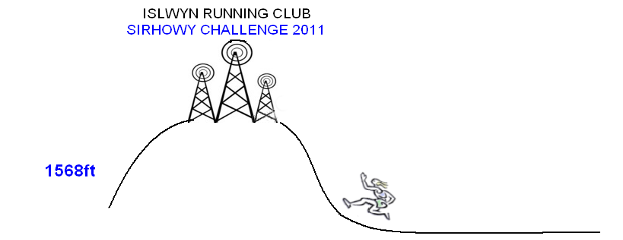 ISLWYN RUNNING CLUB
SIRHOWY CHALLENGE 2011
1568ft